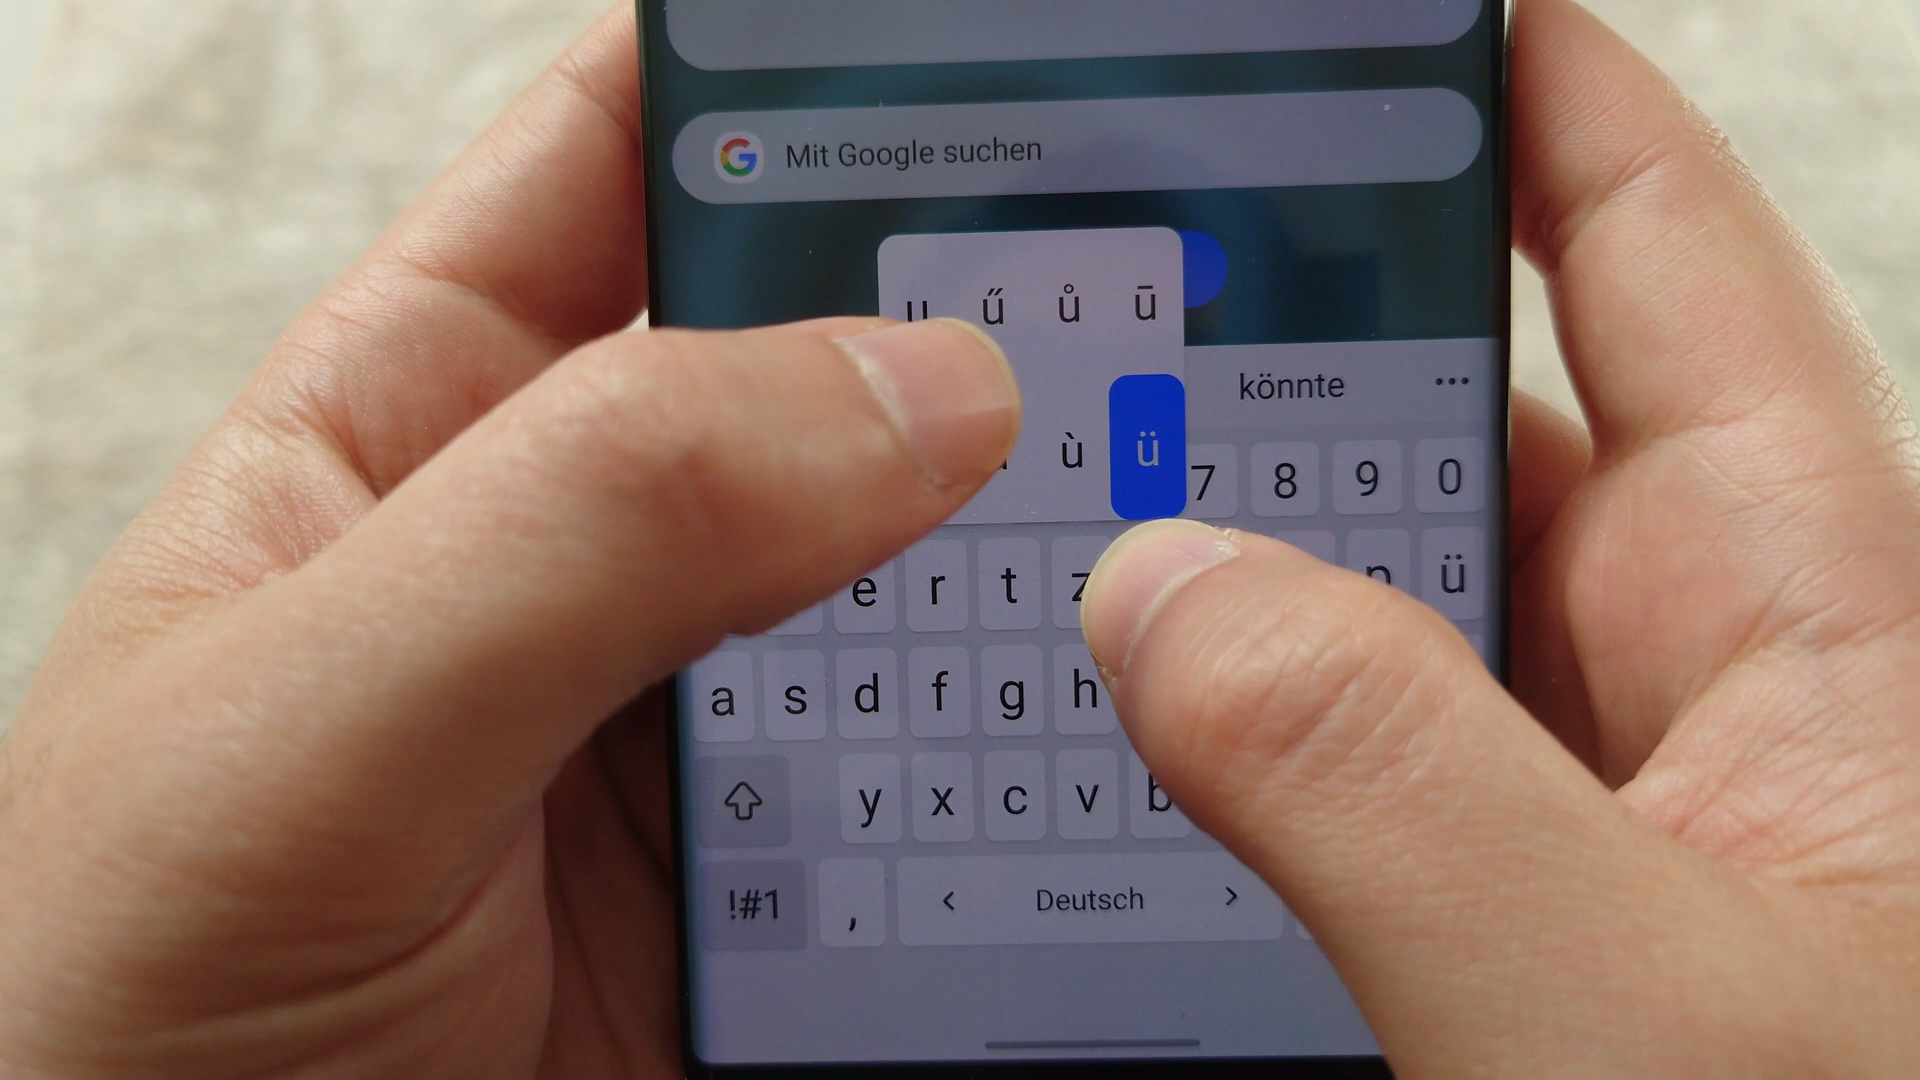 Mit Google suchen
ű ů ū
könnte •••
ù ü
7 8 9 0
e r t z p ü
a s d f g h
y x c v b
!#1 , < Deutsch >